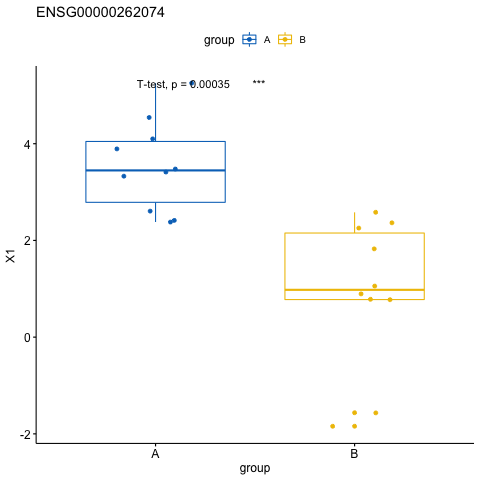 ENSG00000262074
group A B
T-test, p = 0.00035 ***
4
2
0
-2
X1
A B
group